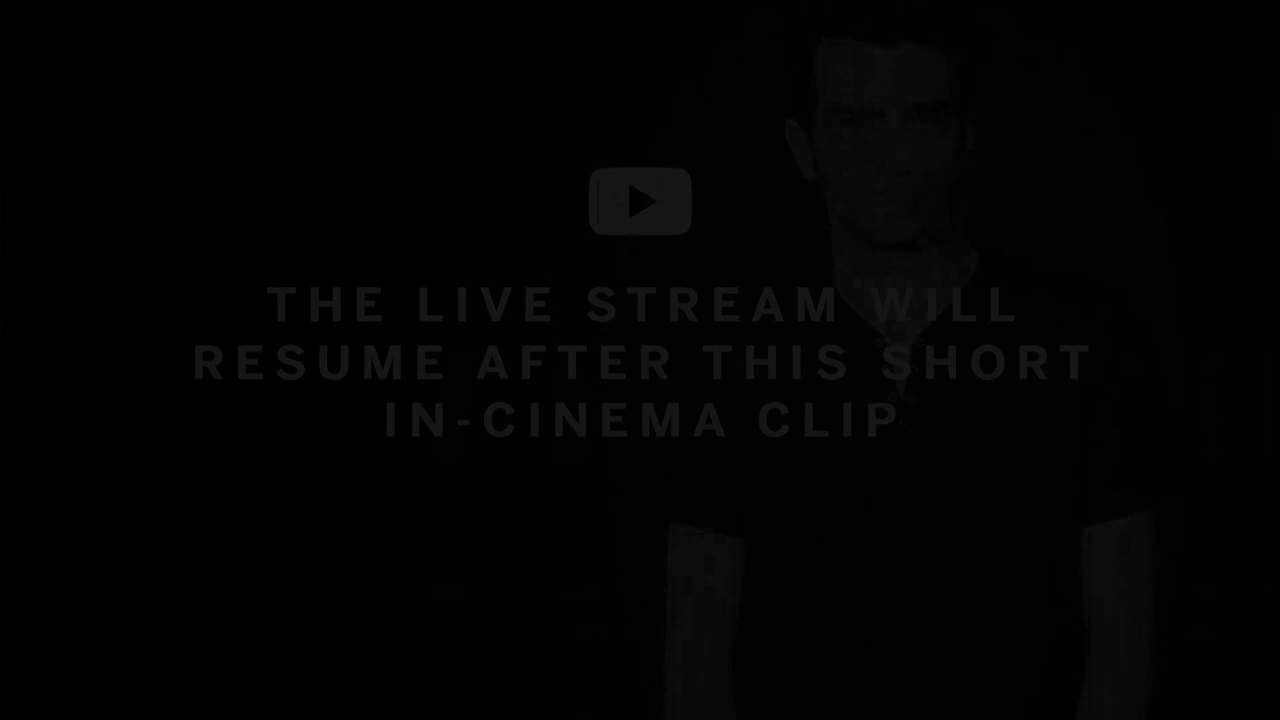 THE LIVE STREAM WILL
RESUME AFTER THIS SHORT
IN-CINEMA CLIP